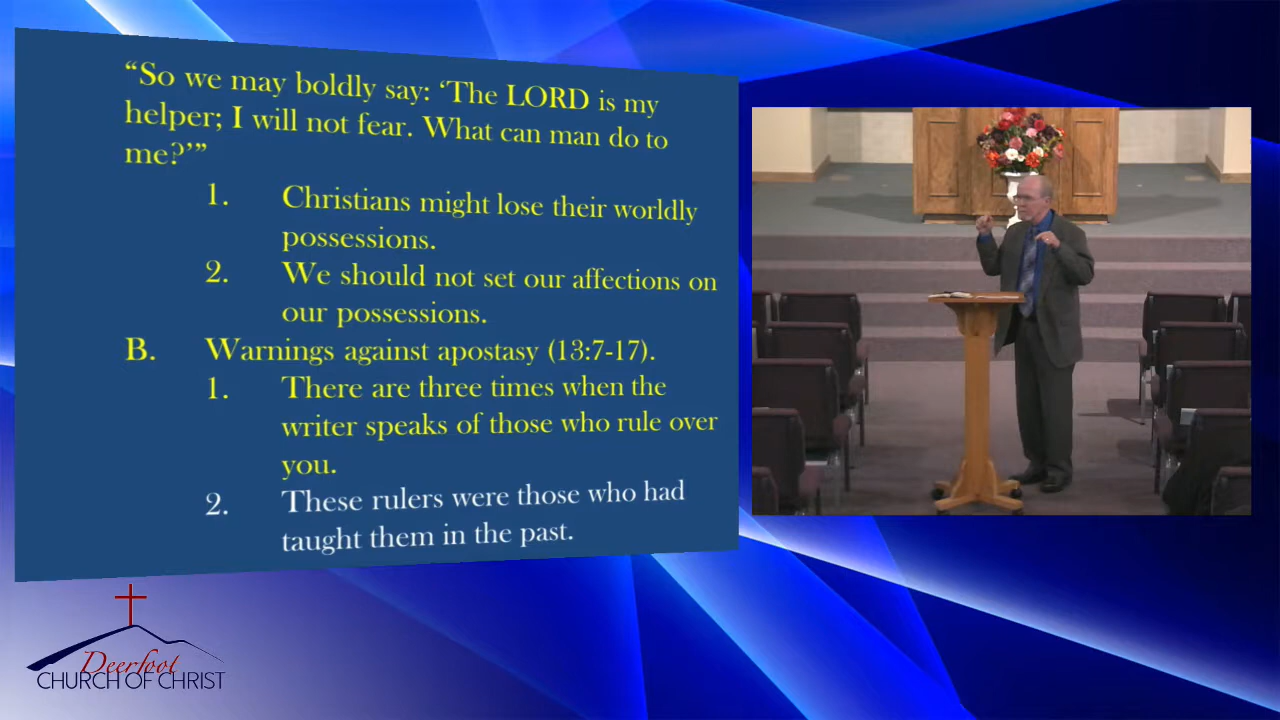 “So we may boldly say: ‘The LORD is my
helper; I will not fear. What can man do to
me?’”
1. Christians might lose their worldly
possessions.
2. We should not set our affections on
our possessions.
B. Warnings against apostasy (13:7-17).
1. There are three times when the
writer speaks of those who rule over
you.
2. These rulers were those who had
taught them in the past.
Deerfoot
CHURCH OF CHRIST